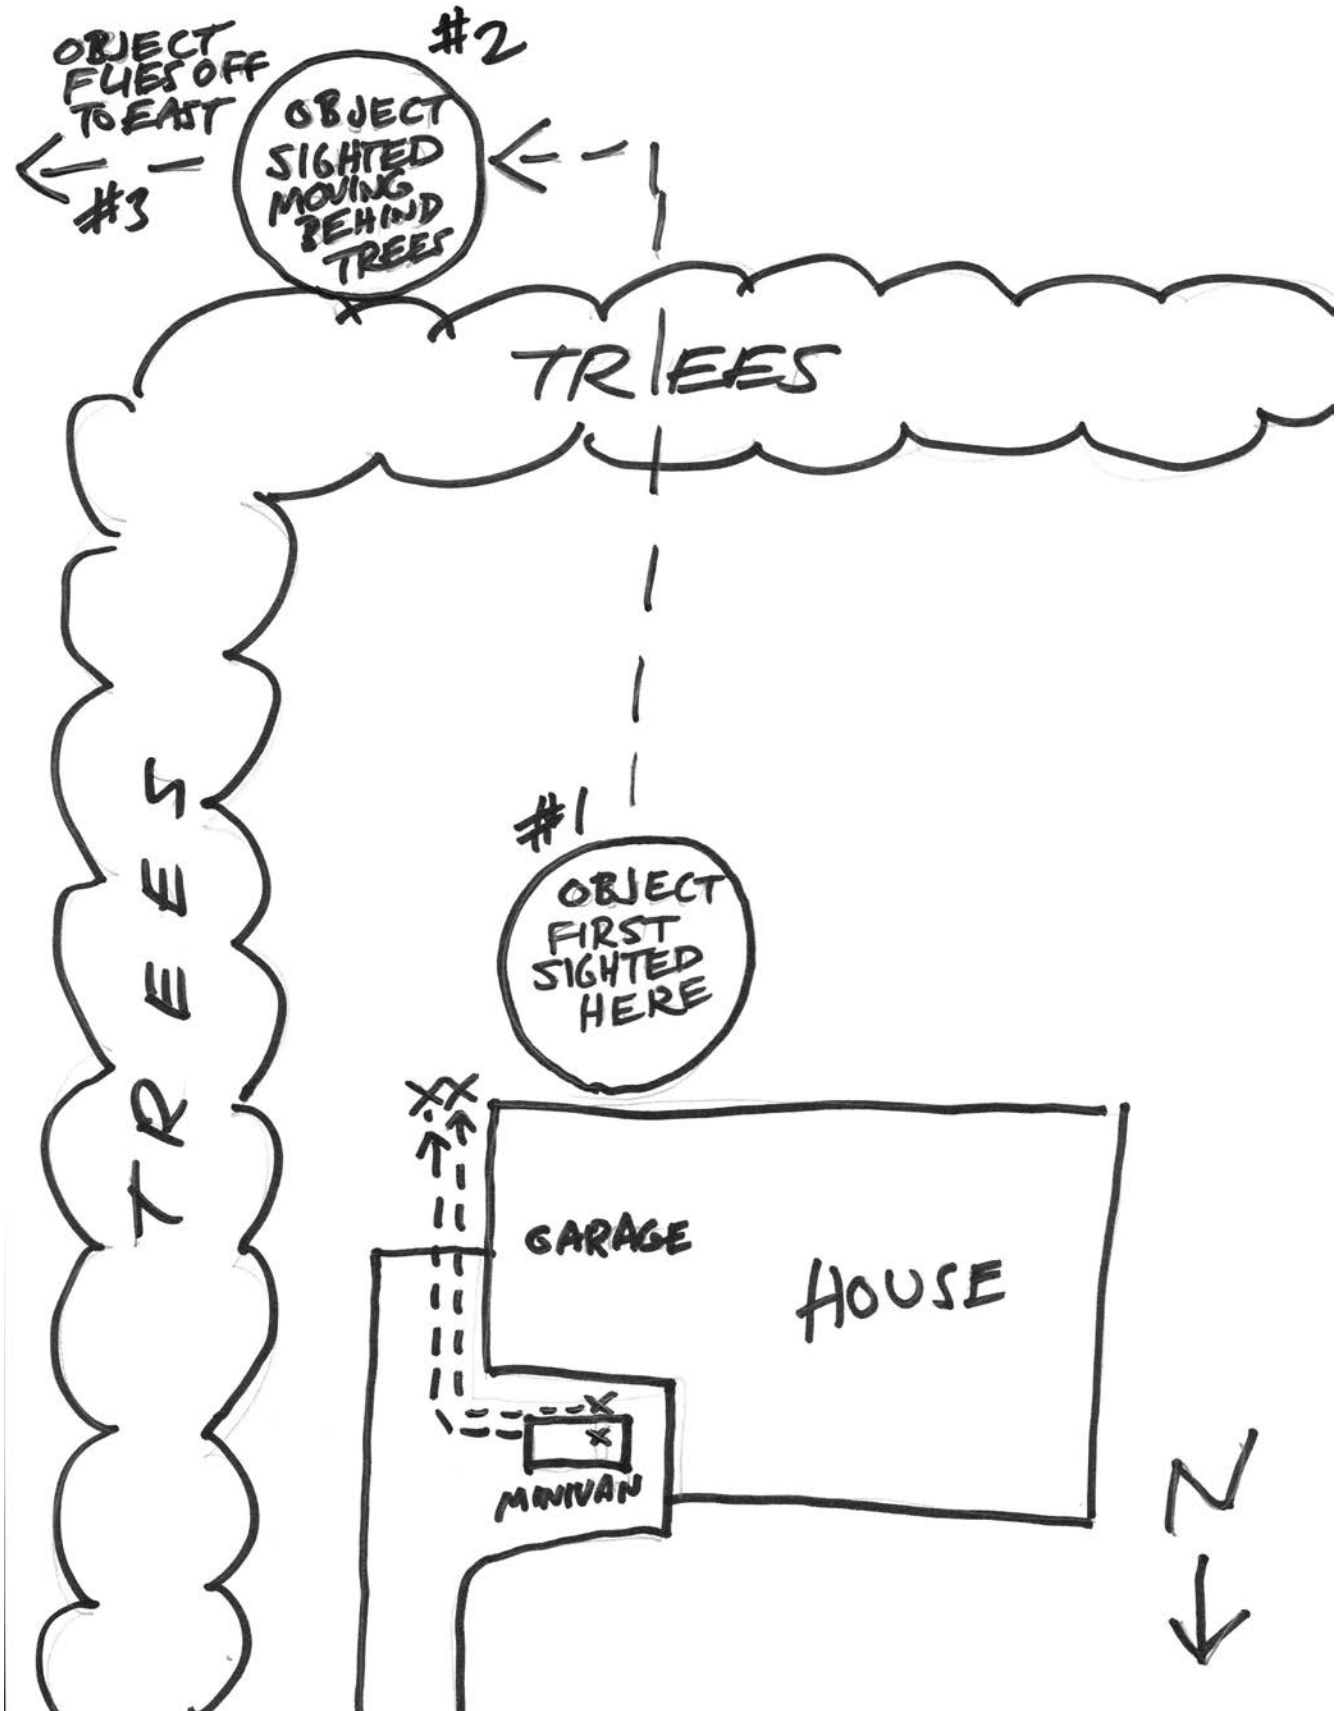 #2
OBJECT
FLIES OFF
TO EAST
#3
OBJECT
SIGHTED
MOVING
BEHIND
TREES
TREES
TREES
#1
OBJECT
FIRST
SIGHTED
HERE
XX
GARAGE
HOUSE
X
X
MINIVAN
N